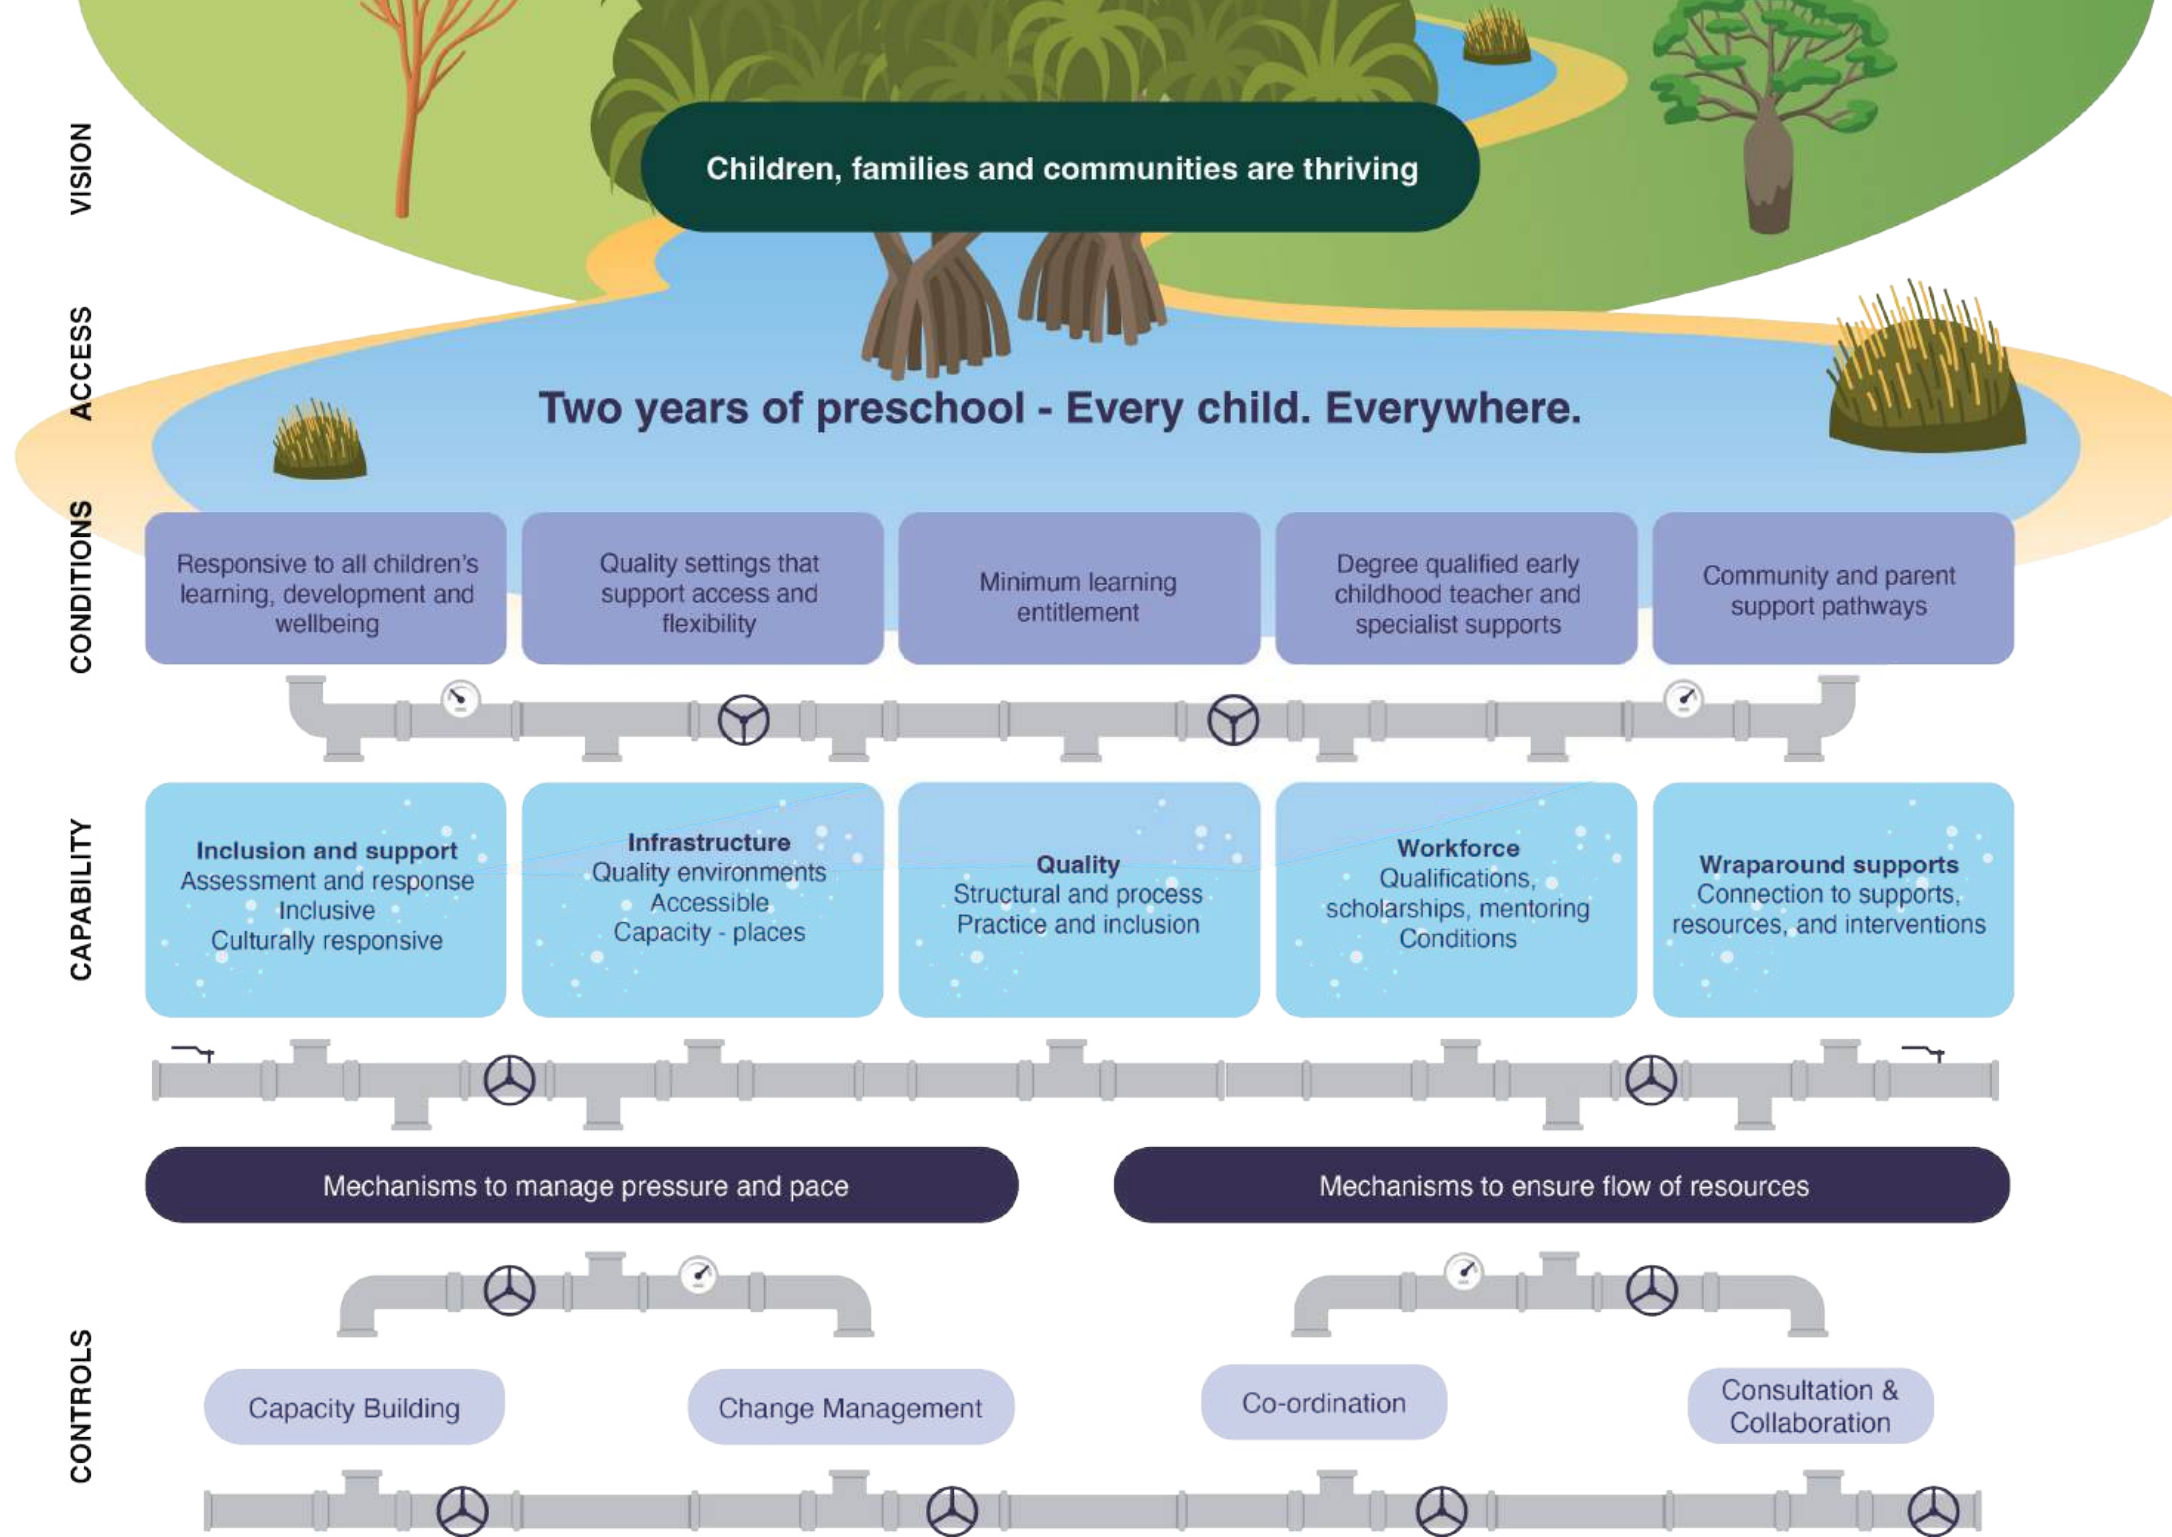 VISION
Children, families and communities are thriving
ACCESS
Two years of preschool - Every child. Everywhere.
CONDITIONS
Responsive to all children's
learning, development and
wellbeing
Quality settings that
support access and
flexibility
Minimum learning
entitlement
Degree qualified early
childhood teacher and
specialist supports
Community and parent
support pathways
CAPABILITY
Inclusion and support
Assessment and response
Inclusive
Culturally responsive
Infrastructure
Quality environments
Accessible
Capacity - places
Quality
Structural and process
Practice and inclusion
Workforce
Qualifications,
scholarships, mentoring
Conditions
Wraparound supports
Connection to supports,
resources, and interventions
Mechanisms to manage pressure and pace
Mechanisms to ensure flow of resources
CONTROLS
Capacity Building
Change Management
Co-ordination
Consultation &
Collaboration